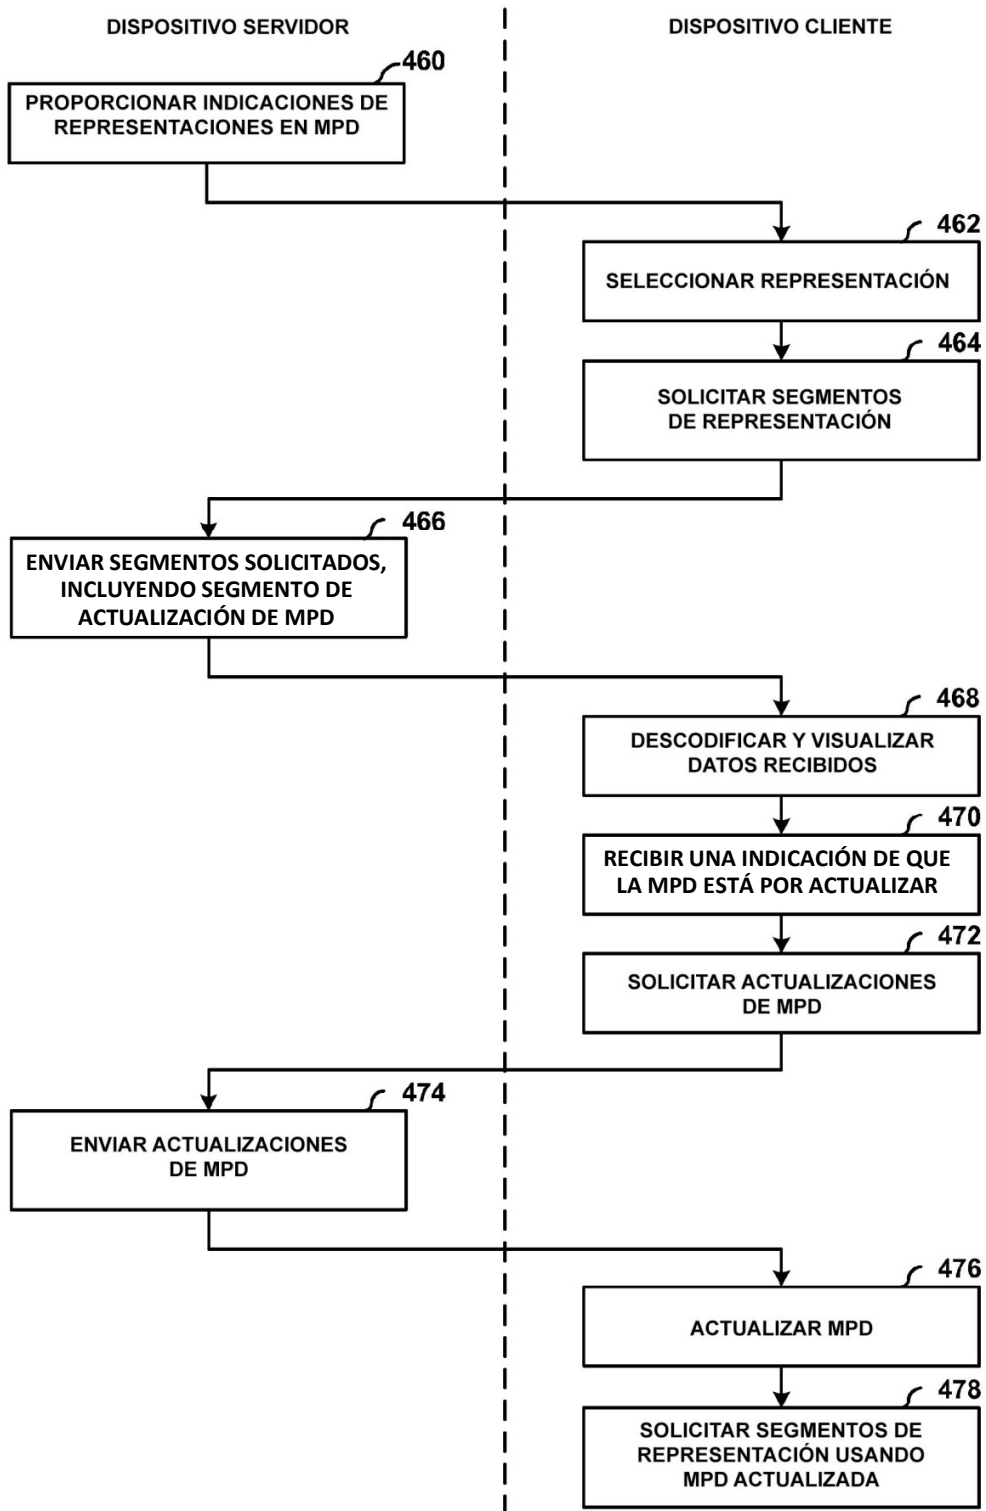 DISPOSITIVO SERVIDOR
DISPOSITIVO CLIENTE
460
PROPORCIONAR INDICACIONES DE
REPRESENTACIONES EN MPD
462
SELECCIONAR REPRESENTACIÓN
464
SOLICITAR SEGMENTOS
DE REPRESENTACIÓN
466
ENVIAR SEGMENTOS SOLICITADOS,
INCLUYENDO SEGMENTO DE
ACTUALIZACIÓN DE MPD
468
DESCODIFICAR Y VISUALIZAR
DATOS RECIBIDOS
470
RECIBIR UNA INDICACIÓN DE QUE
LA MPD ESTÁ POR ACTUALIZAR
472
SOLICITAR ACTUALIZACIONES
DE MPD
474
ENVIAR ACTUALIZACIONES
DE MPD
476
ACTUALIZAR MPD
478
SOLICITAR SEGMENTOS DE
REPRESENTACIÓN USANDO
MPD ACTUALIZADA